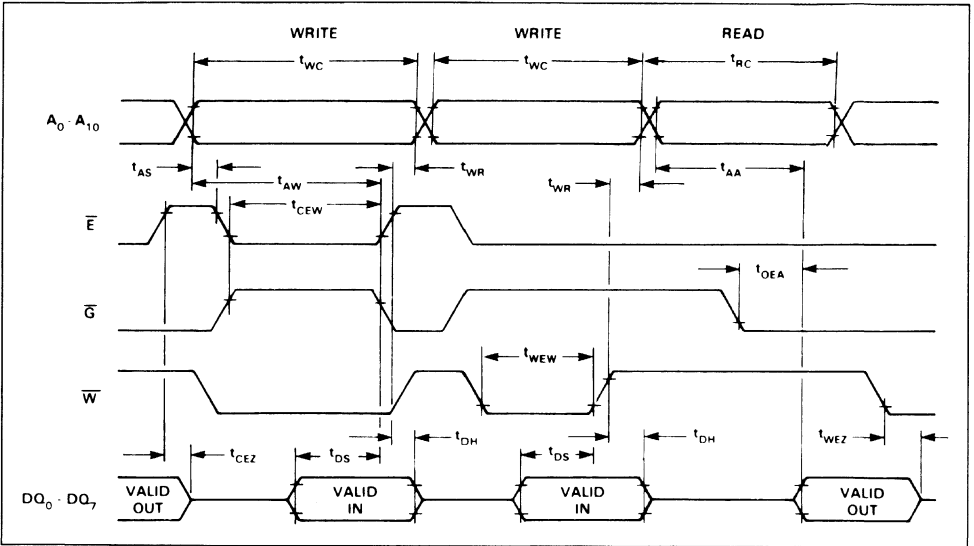 WRITE WRITE READ
tWC tWC tRC
A0 - A10
tAS tWR tAA
tAW tWR
tCEW
E̅
tOEA
G̅
tWEW
W̅
tCEZ tDS tDH tDS tDH tWEZ
DQ0 - DQ7
VALID OUT
VALID IN
VALID IN
VALID OUT